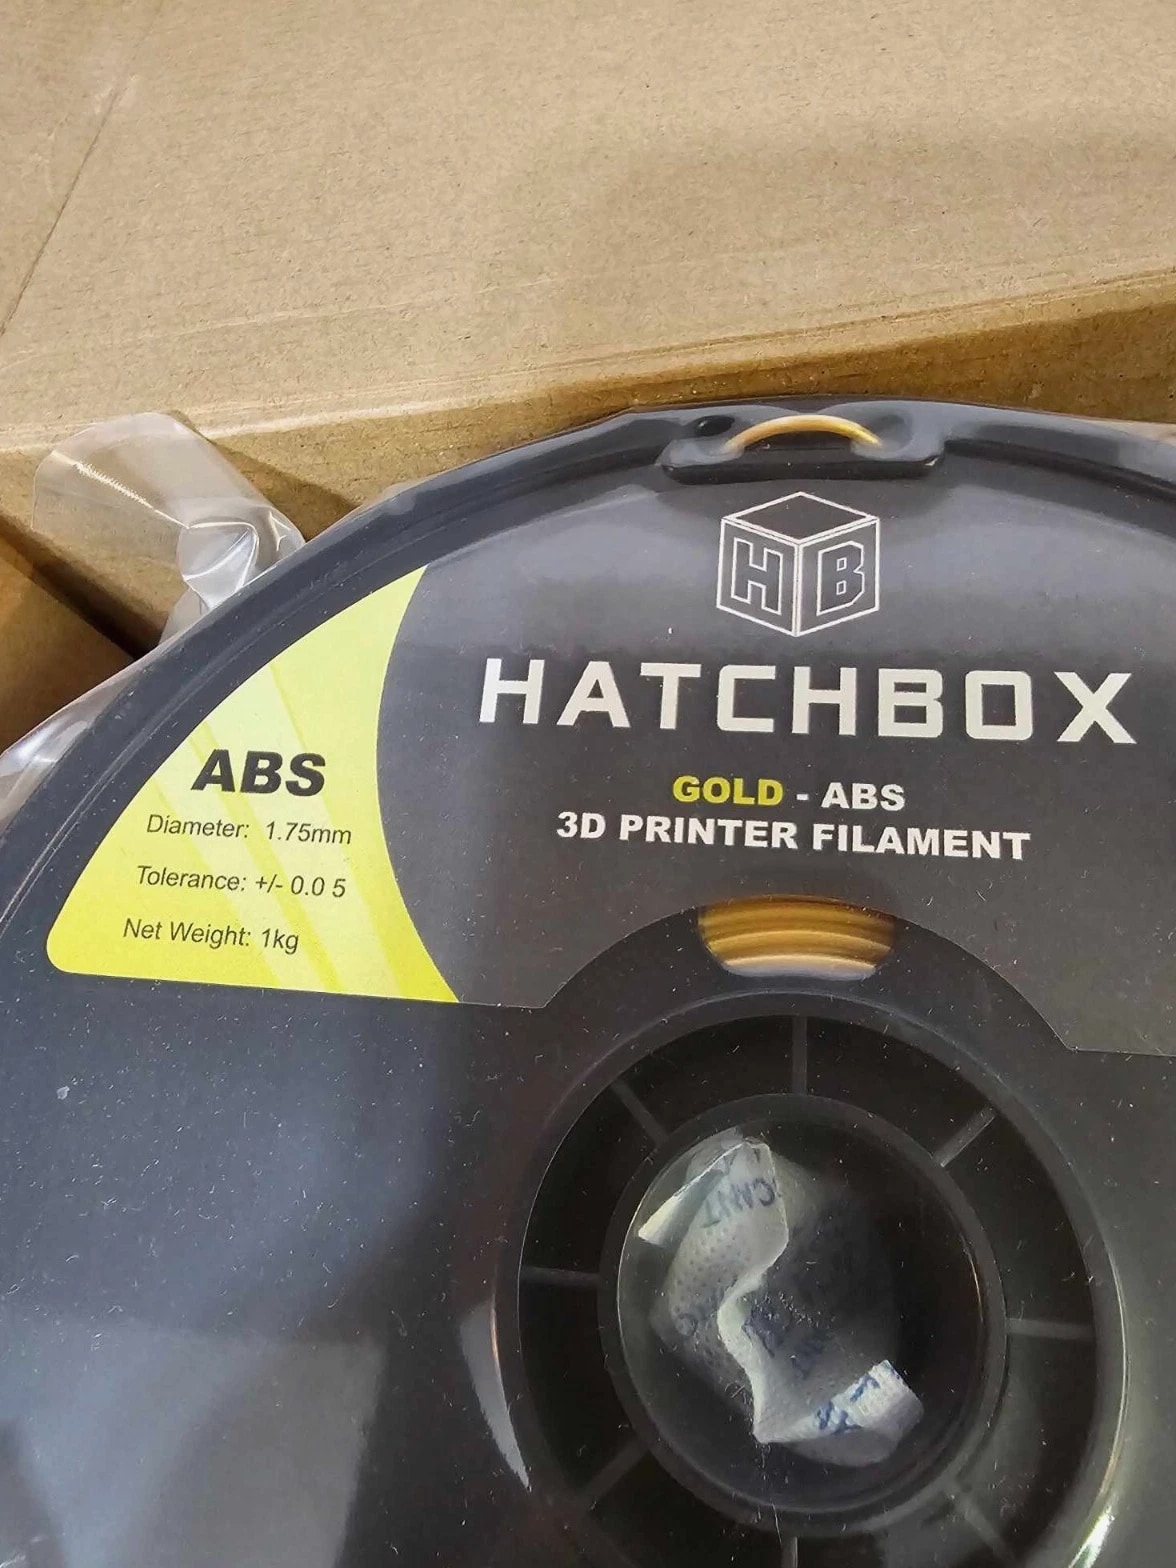 HB
HATCHBOX
GOLD - ABS
3D PRINTER FILAMENT
ABS
Diameter: 1.75mm
Tolerance: +/- 0.0 5
Net Weight: 1kg